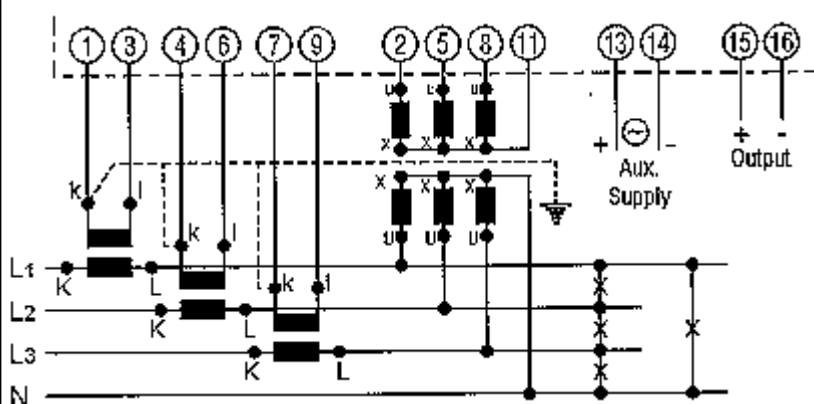 1 3 4 6 7 9 2 5 8 11 13 14 15 16
u u u
x x x
+ -
Aux.
Supply
+ -
Output
k l
x x x
k l
u U U
L1
K L
k l
L2
K L
X
X
X
X
L3
K L
N